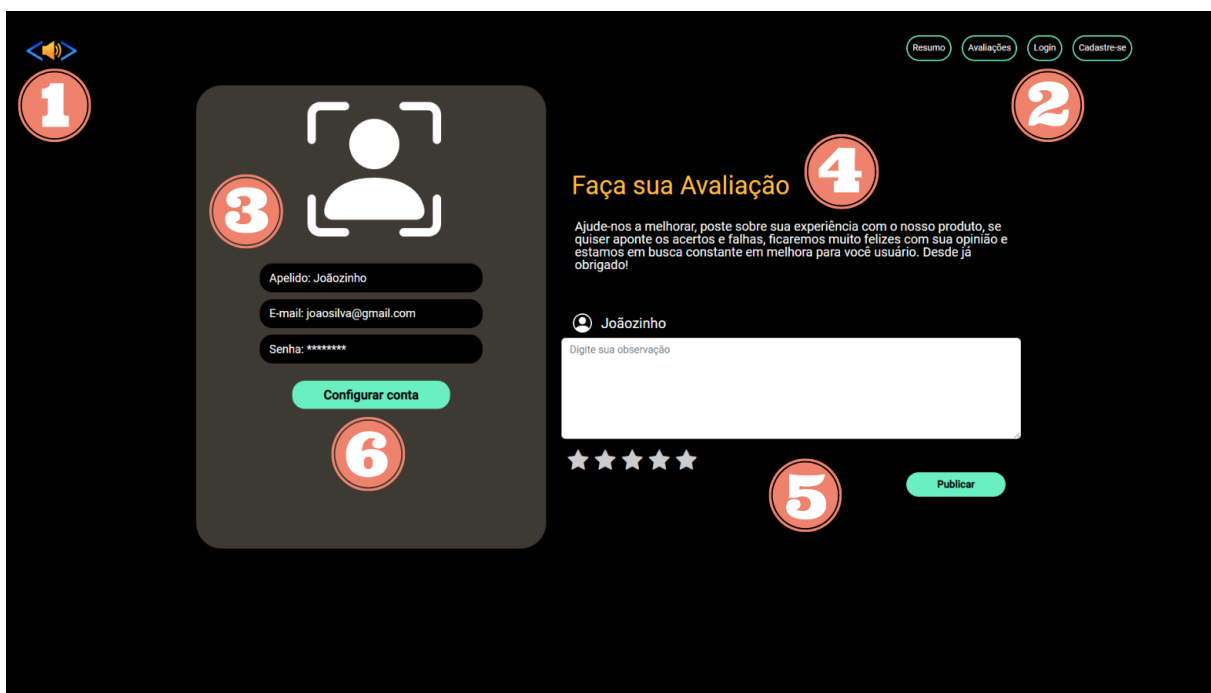 Resumo
Avaliações
Login
Cadastre-se
1
2
3
4
Faça sua Avaliação
Ajude-nos a melhorar, poste sobre sua experiência com o nosso produto, se
quiser aponte os acertos e falhas, ficaremos muito felizes com sua opinião e
estamos em busca constante em melhora para você usuário. Desde já
obrigado!
Apelido: Joãozinho
E-mail: joaosilva@gmail.com
Senha: ********
Configurar conta
6
Joãozinho
Digite sua observação
5
Publicar